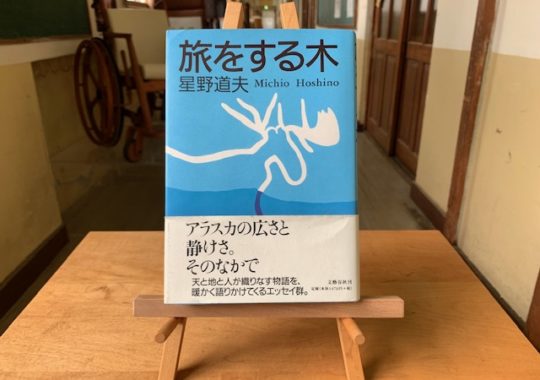 旅をする木
星野道夫 Michio Hoshino
アラスカの広さと
静けさ。
そのなかで
天と地と人が織りなす物語を、
暖かく語りかけてくるエッセイ群。
文藝春秋刊